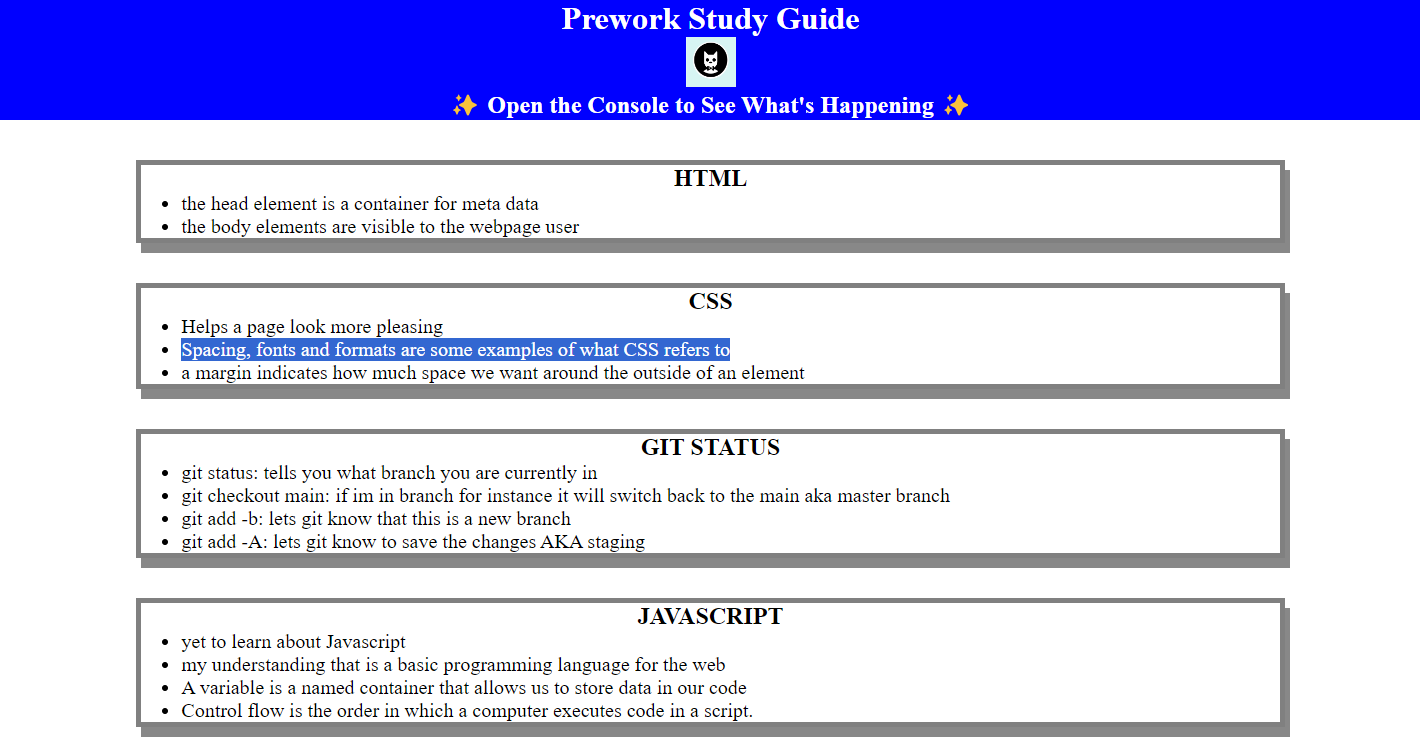 Prework Study Guide
✨ Open the Console to See What's Happening ✨
HTML
• the head element is a container for meta data
• the body elements are visible to the webpage user
CSS
• Helps a page look more pleasing
• Spacing, fonts and formats are some examples of what CSS refers to
• a margin indicates how much space we want around the outside of an element
GIT STATUS
• git status: tells you what branch you are currently in
• git checkout main: if im in branch for instance it will switch back to the main aka master branch
• git add -b: lets git know that this is a new branch
• git add -A: lets git know to save the changes AKA staging
JAVASCRIPT
• yet to learn about Javascript
• my understanding that is a basic programming language for the web
• A variable is a named container that allows us to store data in our code
• Control flow is the order in which a computer executes code in a script.